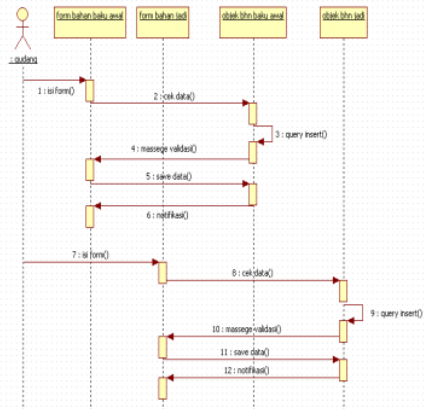 form bahan baku awal
form bahan jadi
objek bhn baku awal
objek bhn jadi
: gudang
1 : isi form()
2 : cek data()
3 : query insert()
4 : massege validasi()
5 : save data()
6 : notifikasi()
7 : isi form()
8 : cek data()
9 : query insert()
10 : massege validasi()
11 : save data()
12 : notifikasi()